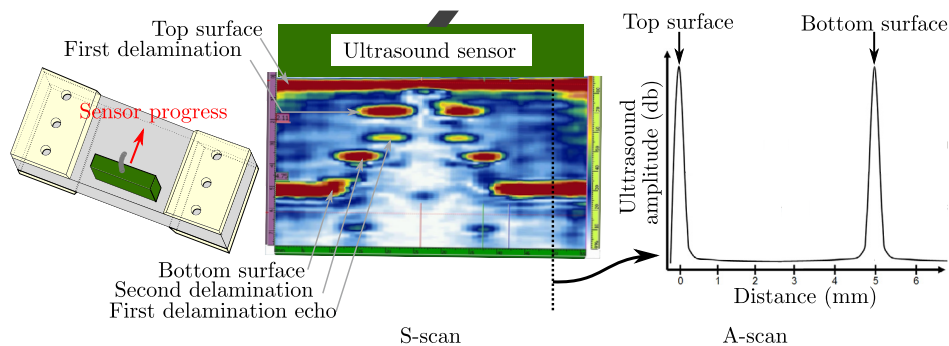 Top surface
First delamination
Ultrasound sensor
Sensor progress
Bottom surface
Second delamination
First delamination echo
S-scan
Top surface
Bottom surface
Ultrasound
amplitude (db)
0 1 2 3 4 5 6
Distance (mm)
A-scan